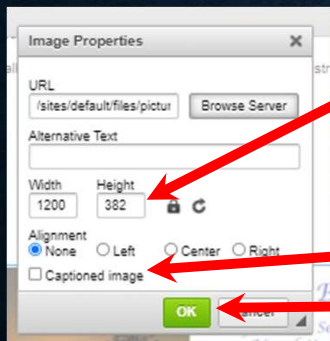 Image Properties
URL
/sites/default/files/pictur
Browse Server
Alternative Text
Width Height
1200 382
Alignment
None Left Center Right
Captioned image
OK